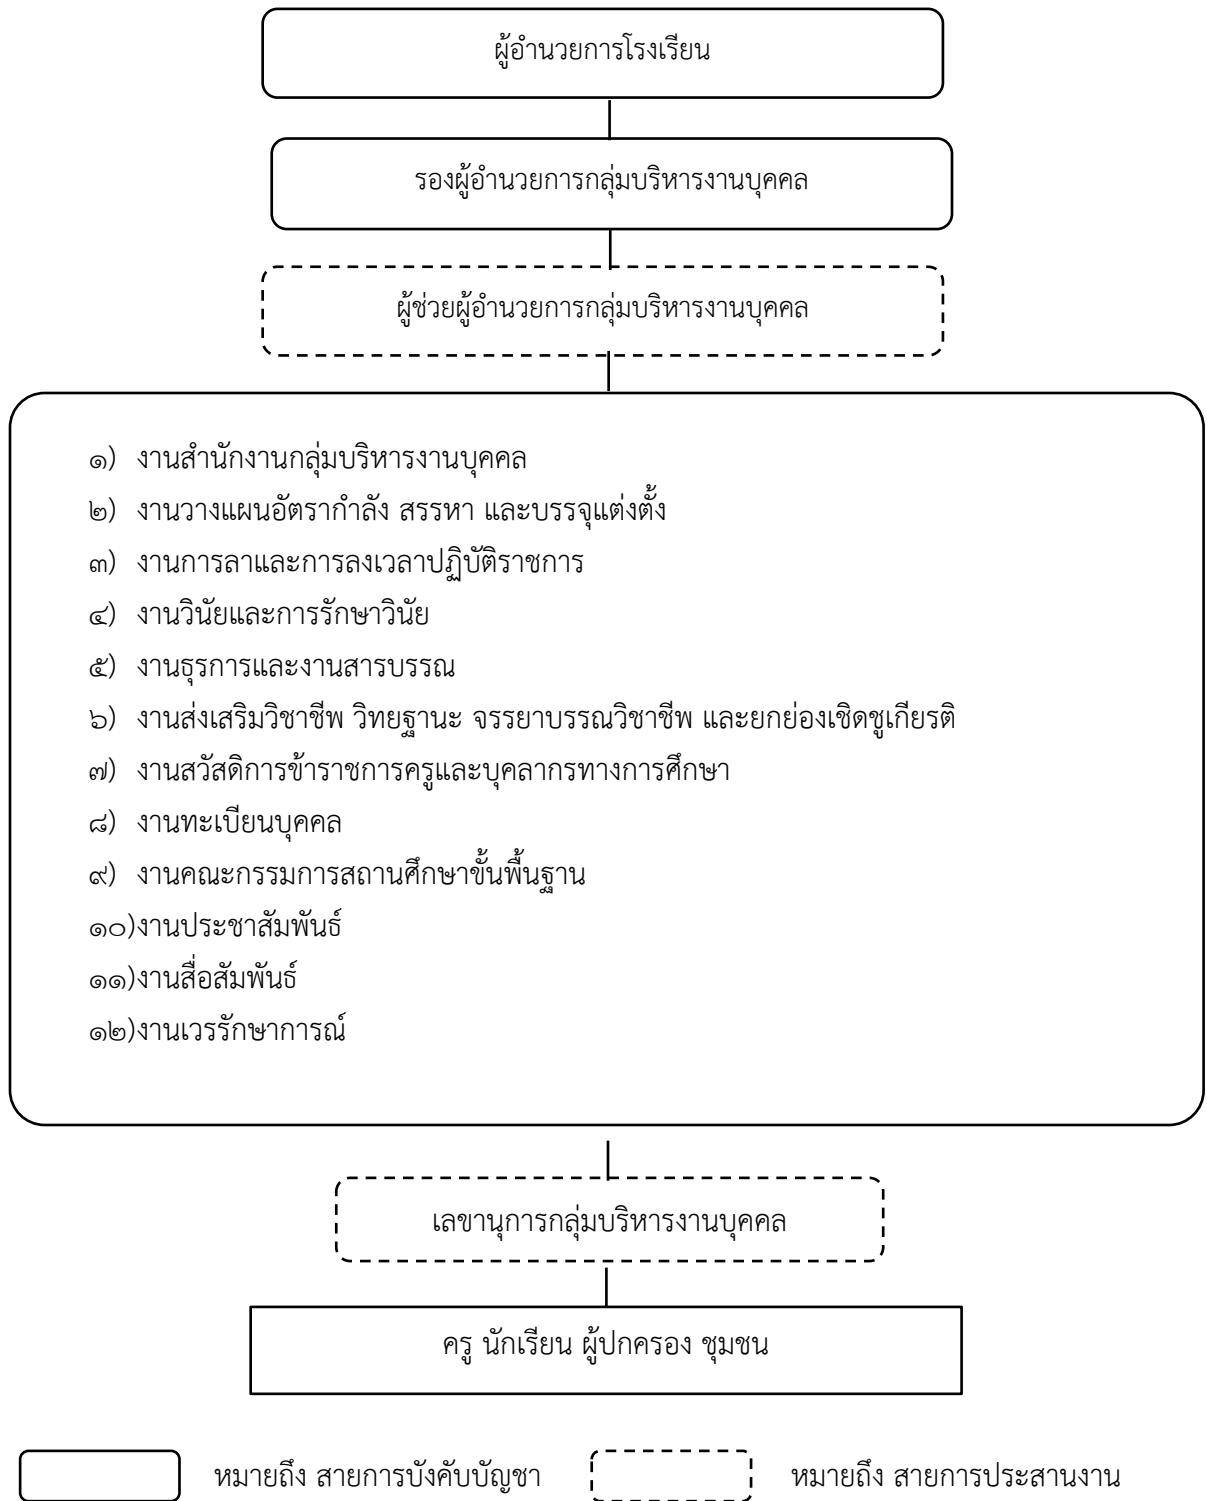 ผู้อำนวยการโรงเรียน
รองผู้อำนวยการกลุ่มบริหารงานบุคคล
ผู้ช่วยผู้อำนวยการกลุ่มบริหารงานบุคคล
๑) งานสำนักงานกลุ่มบริหารงานบุคคล
๒) งานวางแผนอัตรากำลัง สรรหา และบรรจุแต่งตั้ง
๓) งานการลาและการลงเวลาปฏิบัติราชการ
๔) งานวินัยและการรักษาวินัย
๕) งานธุรการและงานสารบรรณ
๖) งานส่งเสริมวิชาชีพ วิทยฐานะ จรรยาบรรณวิชาชีพ และยกย่องเชิดชูเกียรติ
๗) งานสวัสดิการข้าราชการครูและบุคลากรทางการศึกษา
๘) งานทะเบียนบุคคล
๙) งานคณะกรรมการสถานศึกษาขั้นพื้นฐาน
๑๐)งานประชาสัมพันธ์
๑๑)งานสื่อสัมพันธ์
๑๒)งานเวรรักษาการณ์
เลขานุการกลุ่มบริหารงานบุคคล
ครู นักเรียน ผู้ปกครอง ชุมชน
หมายถึง สายการบังคับบัญชา หมายถึง สายการประสานงาน